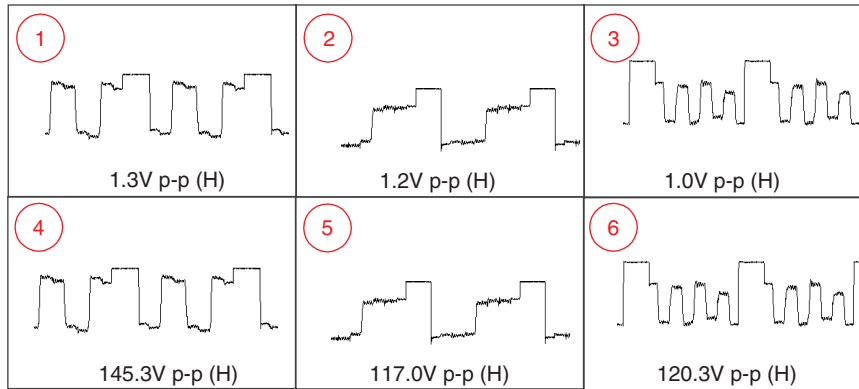 1
2
3
1.3V p-p (H)
1.2V p-p (H)
1.0V p-p (H)
4
5
6
145.3V p-p (H)
117.0V p-p (H)
120.3V p-p (H)